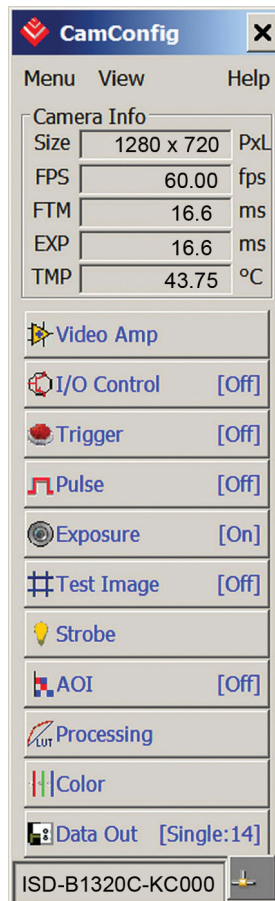 CamConfig
Menu View Help
Camera Info
Size 1280 x 720 PxL
FPS 60.00 fps
FTM 16.6 ms
EXP 16.6 ms
TMP 43.75 °C
Video Amp
I/O Control [Off]
Trigger [Off]
Pulse [Off]
Exposure [On]
Test Image [Off]
Strobe
AOI [Off]
LUT Processing
Color
Data Out [Single:14]
ISD-B1320C-KC000